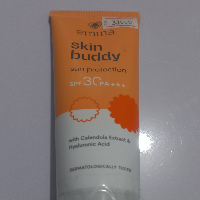 emina
skin
buddy
sun protection
SPF 30 PA+++
with Calendula Extract &
Hyaluronic Acid
DERMATOLOGICALLY TESTED